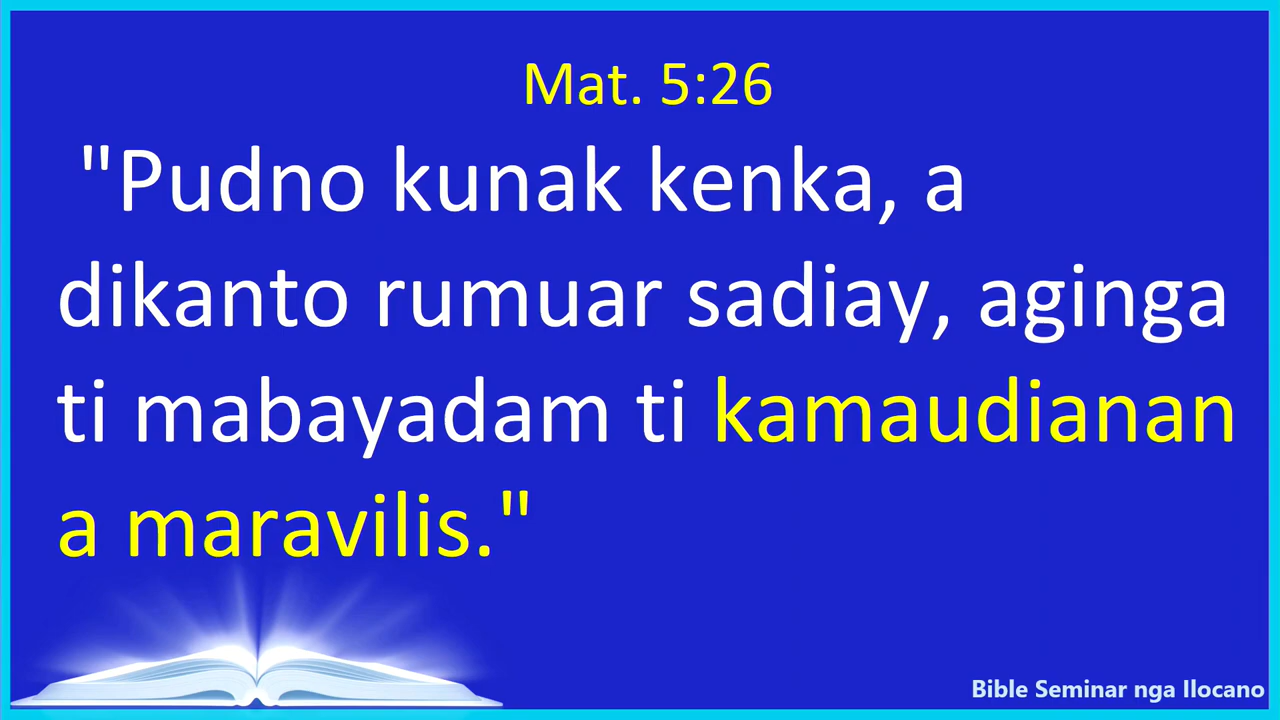 Mat. 5:26
"Pudno kunak kenka, a
dikanto rumuar sadiay, aginga
ti mabayadam ti kamaudianan
a maravilis."
Bible Seminar nga Ilocano